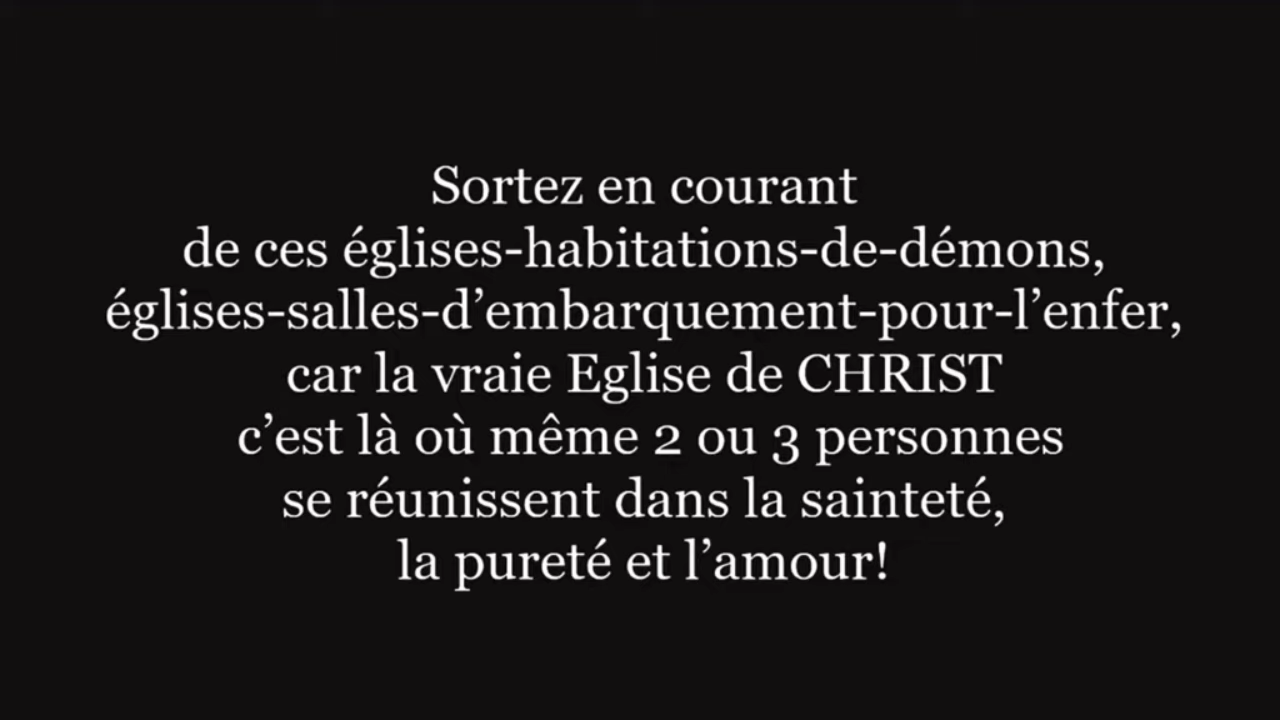 Sortez en courant
de ces églises-habitations-de-démons,
églises-salles-d’embarquement-pour-l’enfer,
car la vraie Eglise de CHRIST
c’est là où même 2 ou 3 personnes
se réunissent dans la sainteté,
la pureté et l’amour!